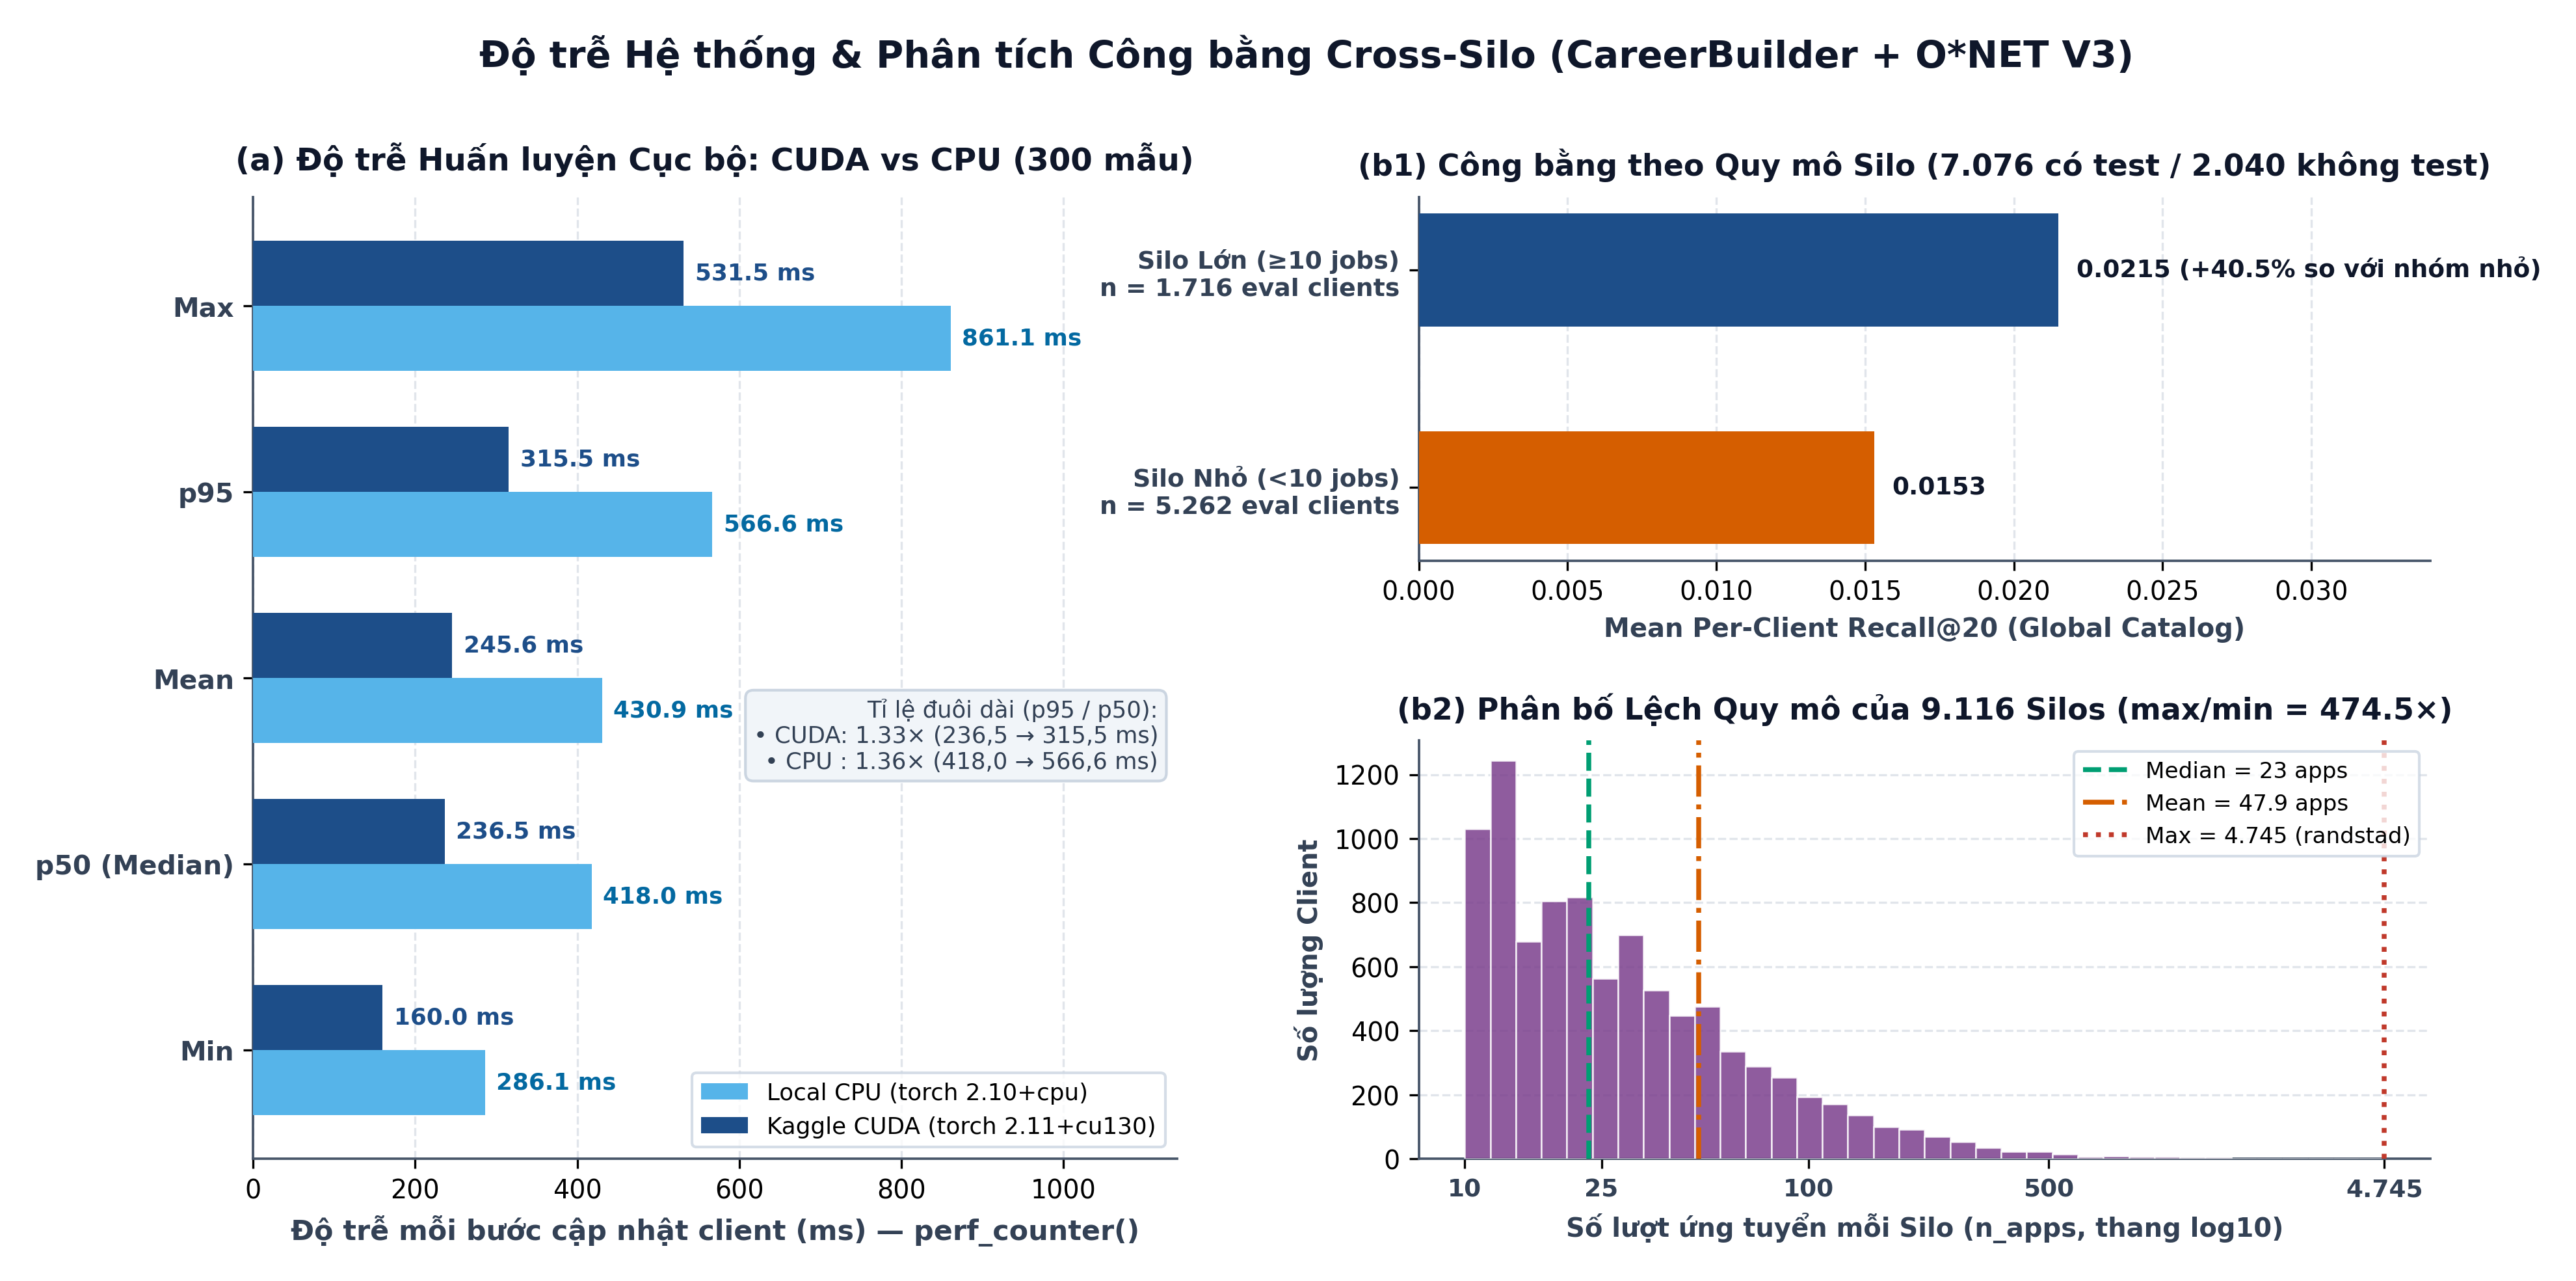 Độ trễ Hệ thống & Phân tích Công bằng Cross-Silo (CareerBuilder + O*NET V3)
(a) Độ trễ Huấn luyện Cục bộ: CUDA vs CPU (300 mẫu)
Max
531.5 ms
861.1 ms
p95
315.5 ms
566.6 ms
Mean
245.6 ms
430.9 ms
Tỉ lệ đuôi dài (p95 / p50):
• CUDA: 1.33× (236,5 → 315,5 ms)
• CPU : 1.36× (418,0 → 566,6 ms)
p50 (Median)
236.5 ms
418.0 ms
Min
160.0 ms
286.1 ms
Local CPU (torch 2.10+cpu)
Kaggle CUDA (torch 2.11+cu130)
0 200 400 600 800 1000
Độ trễ mỗi bước cập nhật client (ms) — perf_counter()
(b1) Công bằng theo Quy mô Silo (7.076 có test / 2.040 không test)
Silo Lớn (≥10 jobs)
n = 1.716 eval clients
0.0215 (+40.5% so với nhóm nhỏ)
Silo Nhỏ (<10 jobs)
n = 5.262 eval clients
0.0153
0.000 0.005 0.010 0.015 0.020 0.025 0.030
Mean Per-Client Recall@20 (Global Catalog)
(b2) Phân bố Lệch Quy mô của 9.116 Silos (max/min = 474.5×)
Số lượng Client
1200
1000
800
600
400
200
0
Median = 23 apps
Mean = 47.9 apps
Max = 4.745 (randstad)
10 25 100 500 4.745
Số lượt ứng tuyển mỗi Silo (n_apps, thang log10)